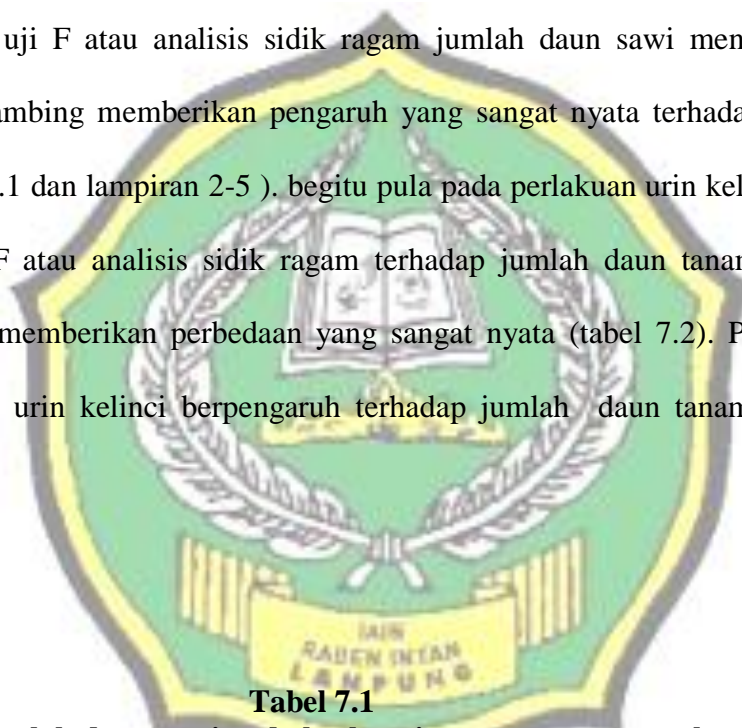 uji F atau analisis sidik ragam jumlah daun sawi men
ambing memberikan pengaruh yang sangat nyata terhada
.1 dan lampiran 2-5 ). begitu pula pada perlakuan urin kel
F atau analisis sidik ragam terhadap jumlah daun tanan
memberikan perbedaan yang sangat nyata (tabel 7.2). P
urin kelinci berpengaruh terhadap jumlah daun tanan
IAIN
RADEN INTAN
LAMPUNG
Tabel 7.1